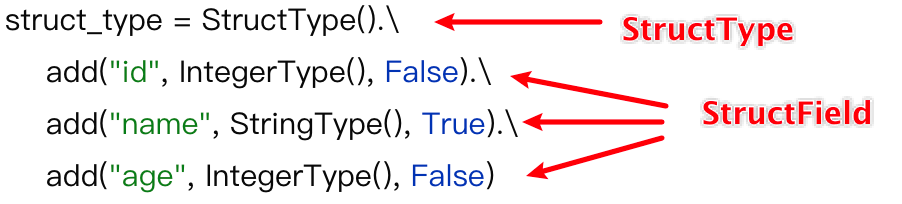 struct_type = StructType().\
StructType
add("id", IntegerType(), False).\
add("name", StringType(), True).\
StructField
add("age", IntegerType(), False)